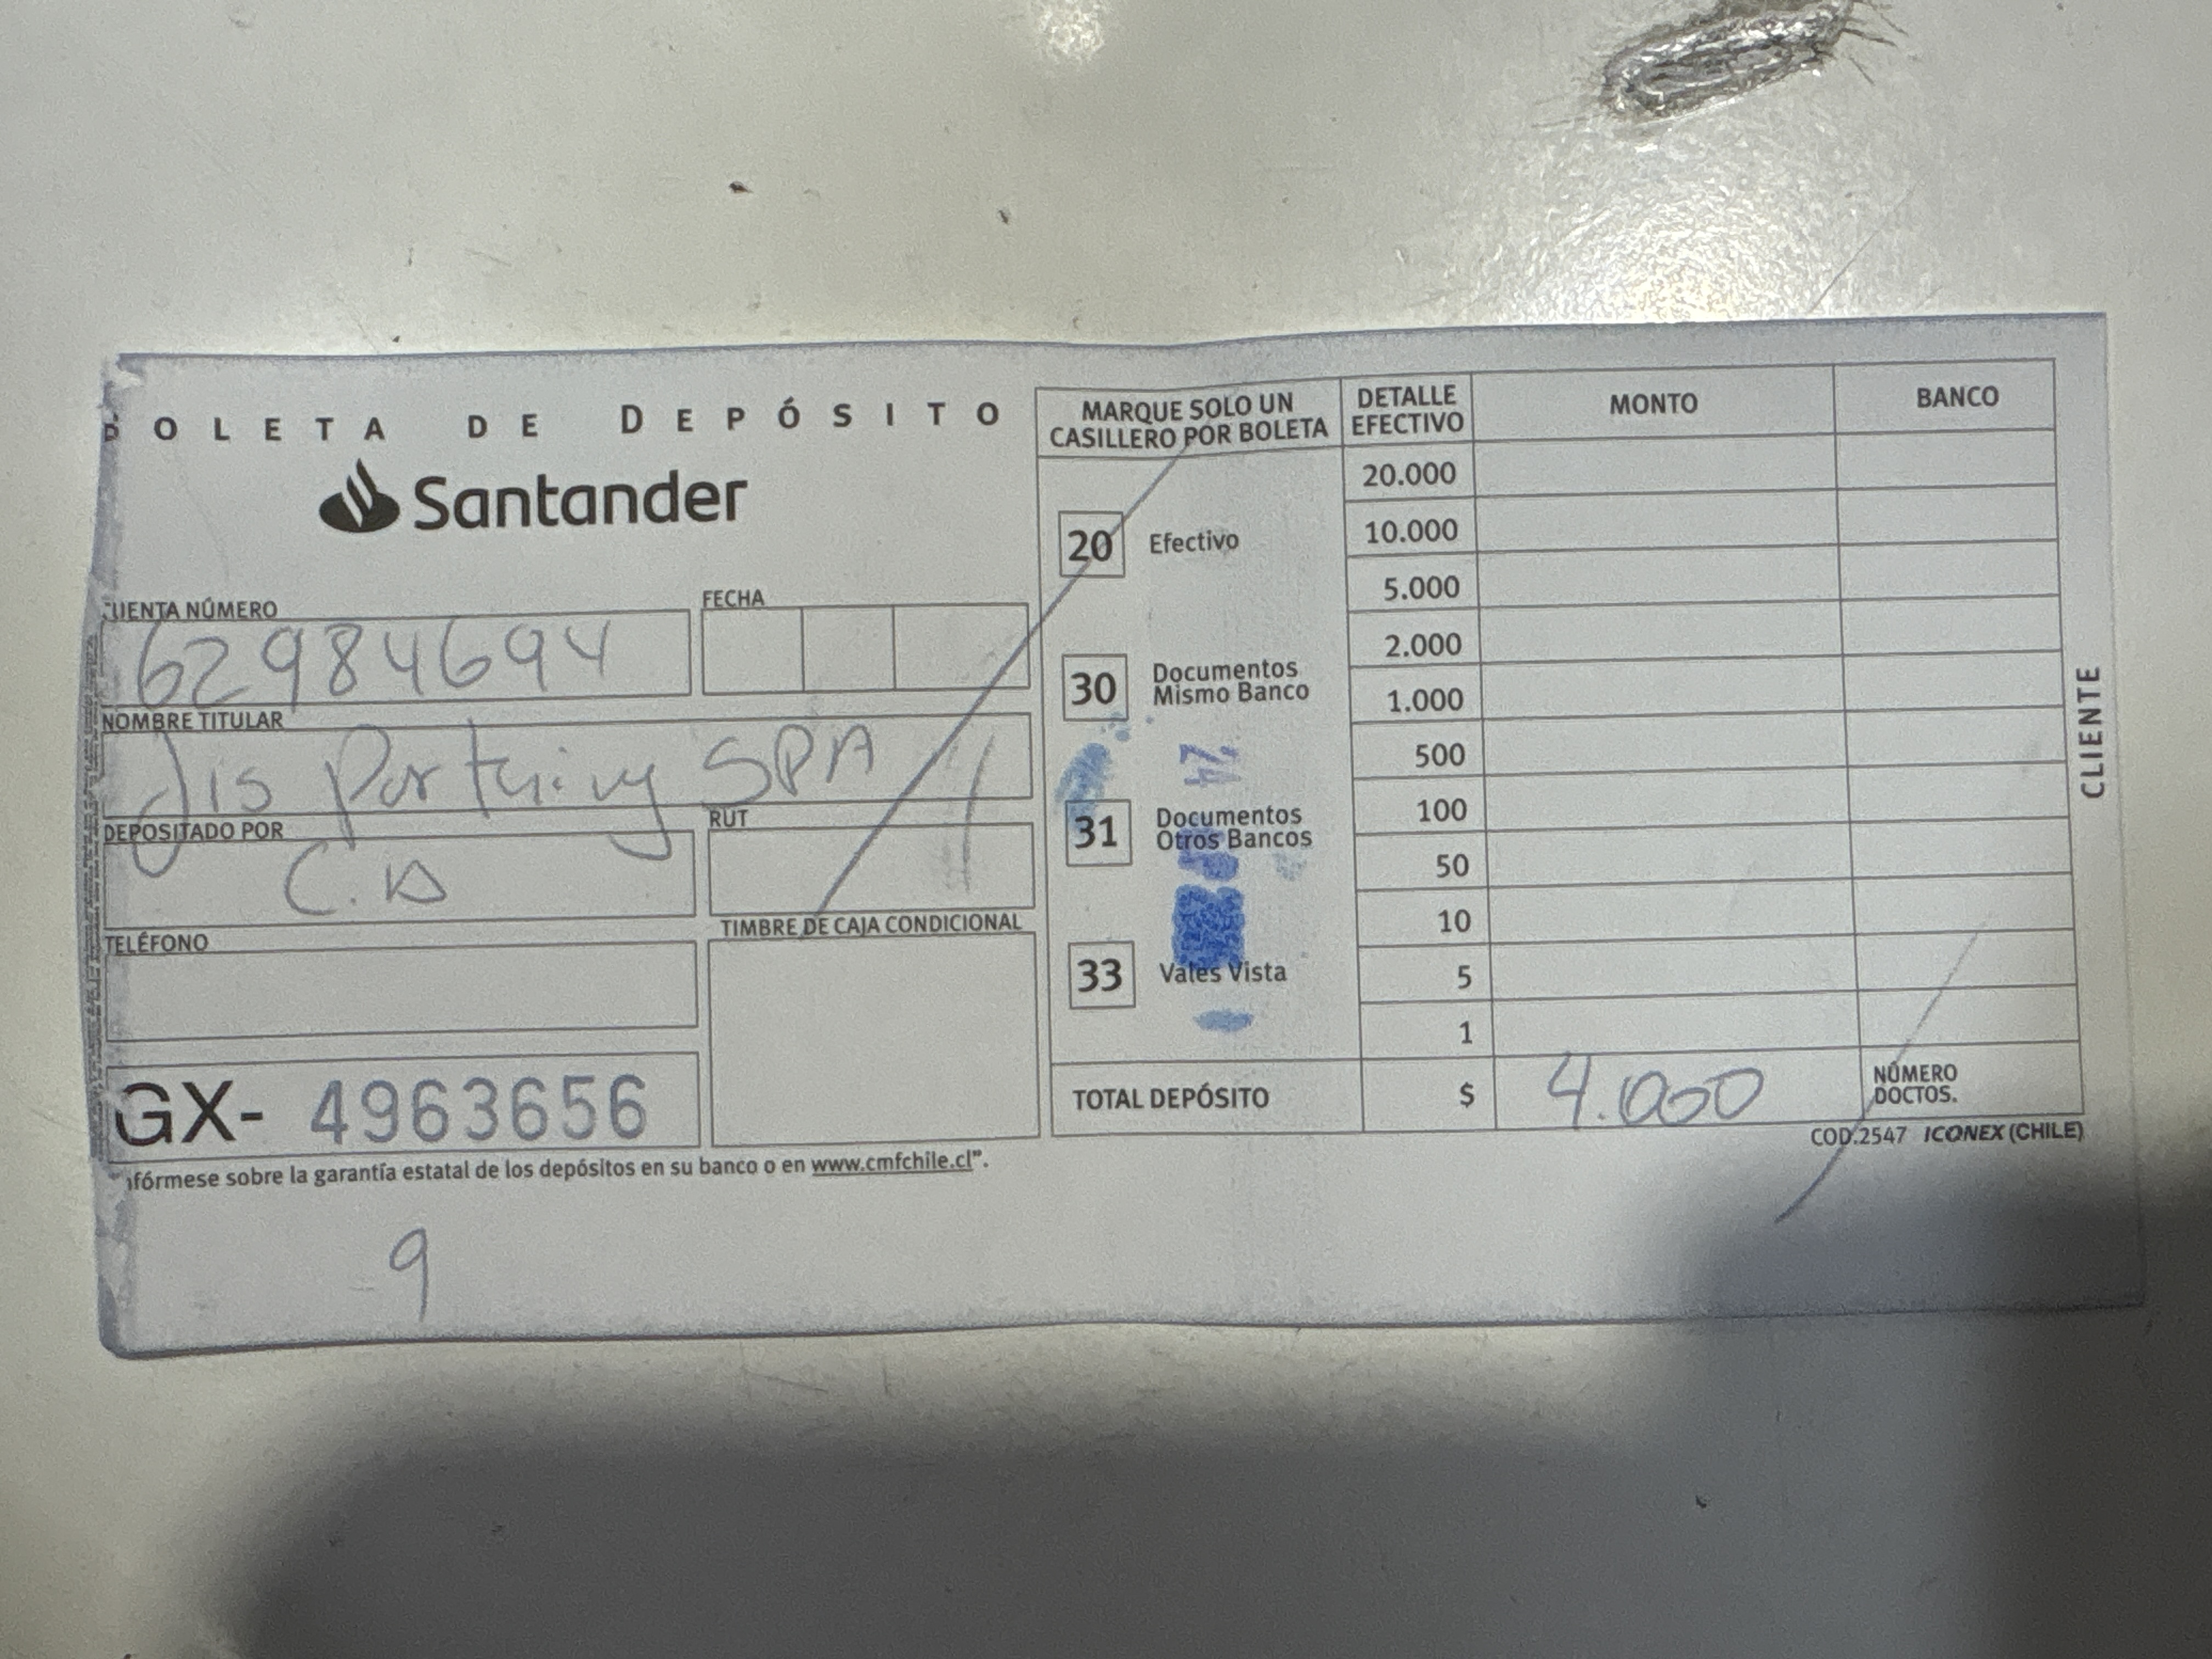 BOLETA DE DEPÓSITO
Santander
CUENTA NÚMERO
62984694
FECHA
NOMBRE TITULAR
Jis Parking SPA
DEPOSITADO POR
C.D
RUT
TELÉFONO
TIMBRE DE CAJA CONDICIONAL
GX- 4963656
nfórmese sobre la garantía estatal de los depósitos en su banco o en www.cmfchile.cl".
9
MARQUE SOLO UN
CASILLERO POR BOLETA
20 Efectivo
30 Documentos
Mismo Banco
24
31 Documentos
Otros Bancos
33 Vales Vista
DETALLE
EFECTIVO
MONTO
BANCO
20.000
10.000
5.000
2.000
1.000
500
100
50
10
5
1
TOTAL DEPÓSITO $ 4.000
NÚMERO
DOCTOS.
COD.2547 ICONEX (CHILE)
CLIENTE